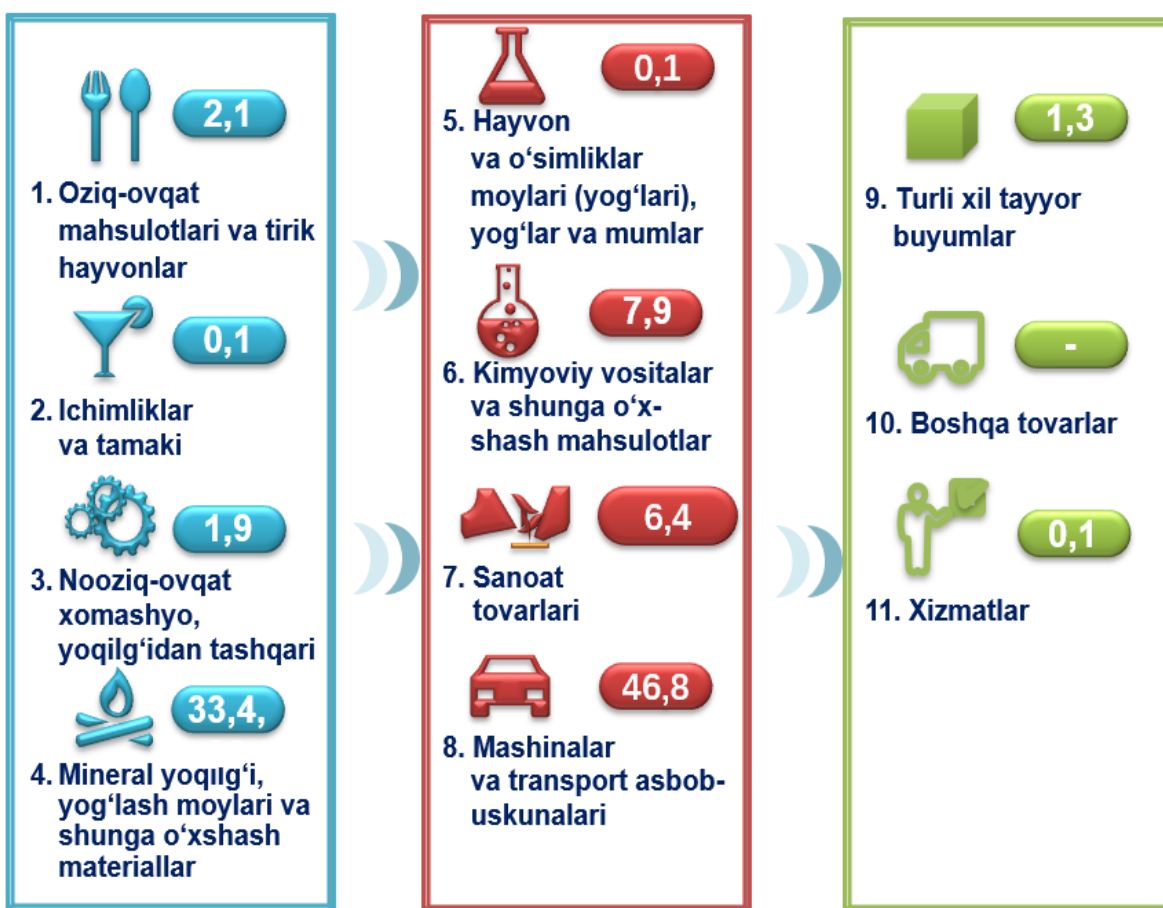 2,1
1. Oziq-ovqat
mahsulotlari va tirik
hayvonlar
0,1
2. Ichimliklar
va tamaki
1,9
3. Nooziq-ovqat
xomashyo,
yoqilg‘idan tashqari
33,4,
4. Mineral yoqııg‘i,
yog‘lash moylari va
shunga o‘xshash
materiallar
0,1
5. Hayvon
va o‘simliklar
moylari (yog‘lari),
yog‘lar va mumlar
7,9
6. Kimyoviy vositalar
va shunga o‘x-
shash mahsulotlar
6,4
7. Sanoat
tovarlari
46,8
8. Mashinalar
va transport asbob-
uskunalari
1,3
9. Turli xil tayyor
buyumlar
-
10. Boshqa tovarlar
0,1
11. Xizmatlar